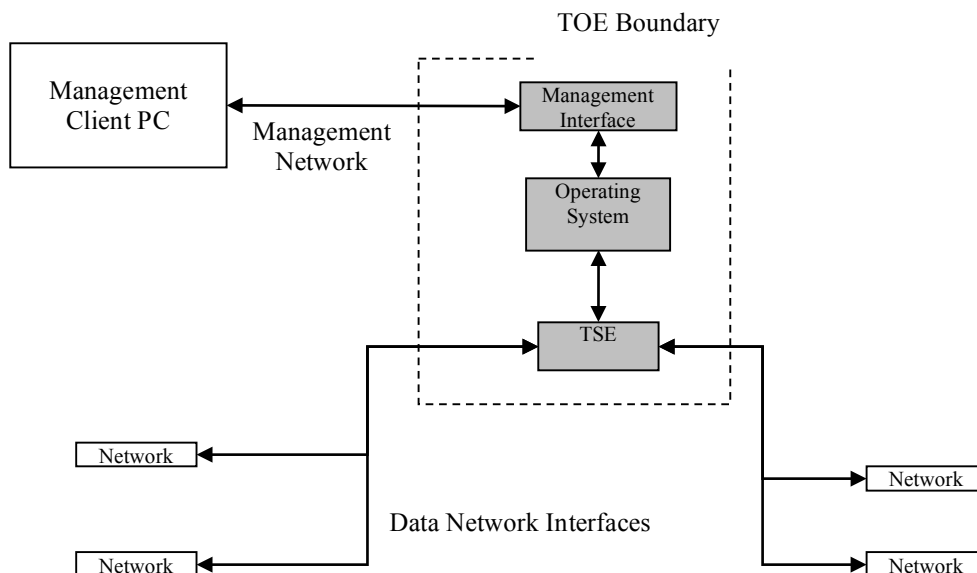 TOE Boundary
Management
Client PC
Management
Network
Management
Interface
Operating
System
TSE
Network
Network
Data Network Interfaces
Network
Network